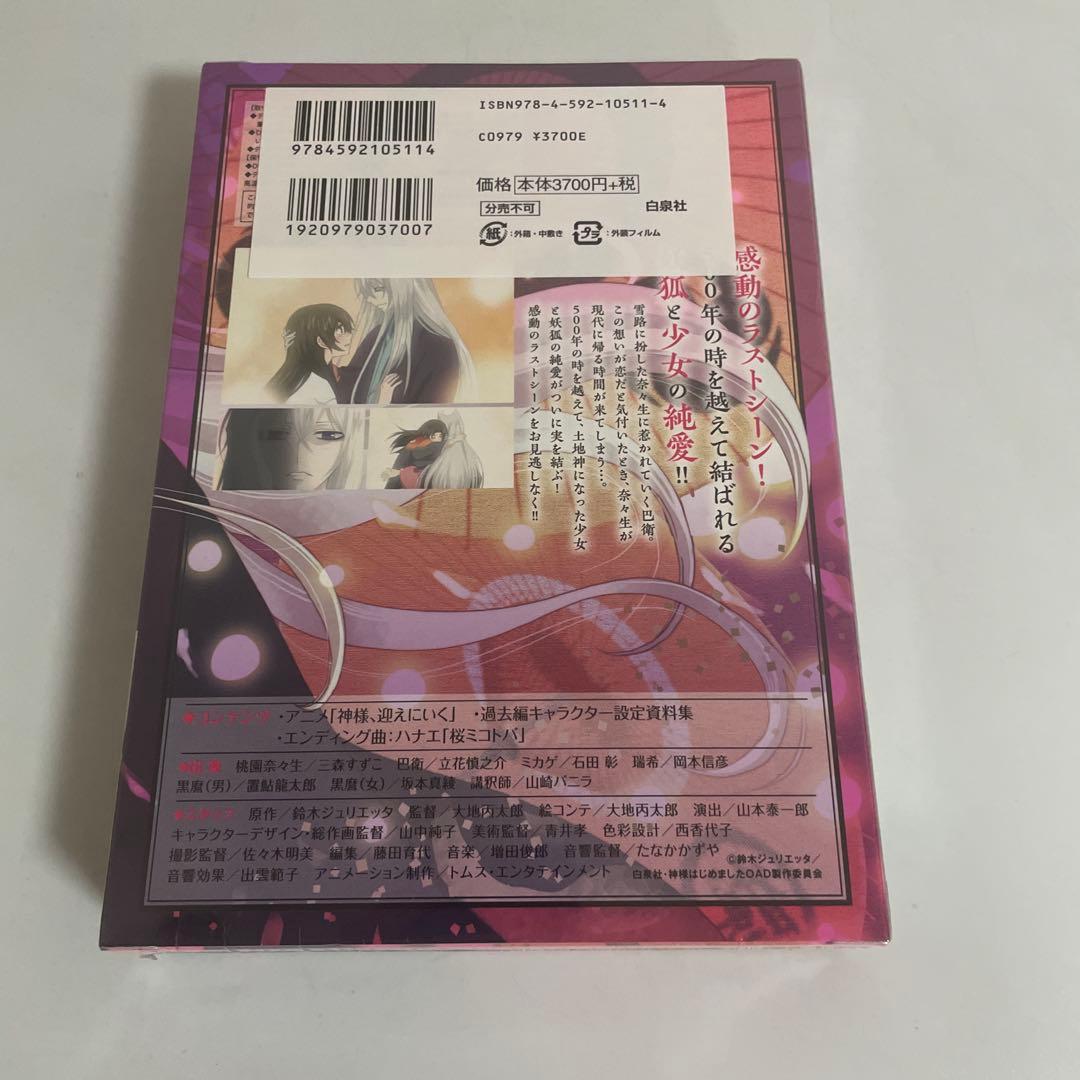 ISBN978-4-592-10511-4
9784592105114
C0979 ¥3700E
価格 本体3700円+税
分売不可
白泉社
1920979037007
紙 :外箱・中敷き プラ :外装フィルム
感動のラストシーン!
00年の時を越えて結ばれる
狐と少女の純愛!!
雪路に扮した奈々生に惹かれていく巴衛。
この想いが恋だと気付いたとき、奈々生が
現代に帰る時間が来てしまう…。
500年の時を越えて、土地神になった少女
と妖狐の純愛がついに実を結ぶ!
感動のラストシーンをお見逃しなく!!
コンテンツ ・アニメ「神様、迎えにいく」 ・過去編キャラクター設定資料集
・エンディング曲:ハナエ「桜ミコトバ」
桃園奈々生/三森すずこ 巴衛/立花慎之介 ミカゲ/石田 彰 瑞希/岡本信彦
黒麿(男)/置鮎龍太郎 黒麿(女)/坂本真綾 講釈師/山崎バニラ
スタッフ 原作/鈴木ジュリエッタ 監督/大地丙太郎 絵コンテ/大地丙太郎 演出/山本泰一郎
キャラクターデザイン・総作画監督/山中純子 美術監督/青井孝 色彩設計/西香代子
撮影監督/佐々木明美 編集/藤田育代 音楽/増田俊郎 音響監督/たなかかずや
音響効果/出雲範子 アニメーション制作/トムス・エンタテインメント
©鈴木ジュリエッタ/
白泉社・神様はじめましたOAD製作委員会